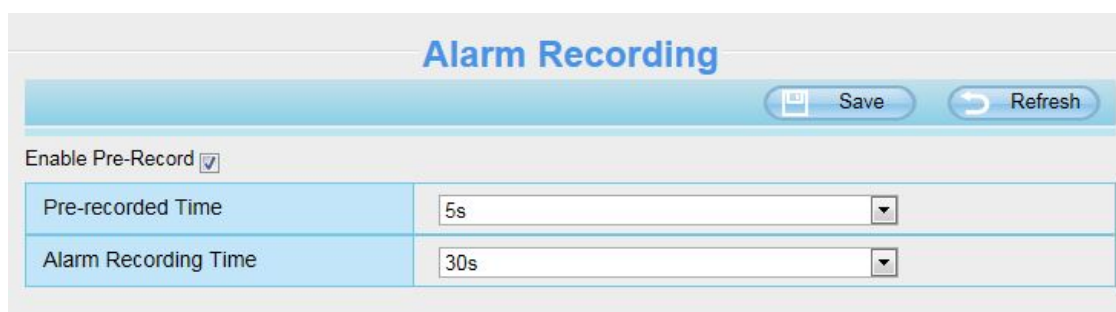 Alarm Recording
Save Refresh
Enable Pre-Record
Pre-recorded Time 5s
Alarm Recording Time 30s